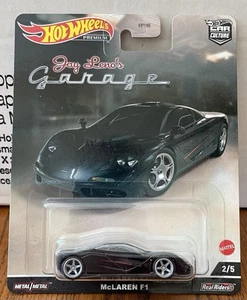 Hot Wheels
PREMIUM
CAR
CULTURE
Jay Leno's
Garage
METAL/METAL
McLAREN F1
MATTEL
2/5
Real Riders